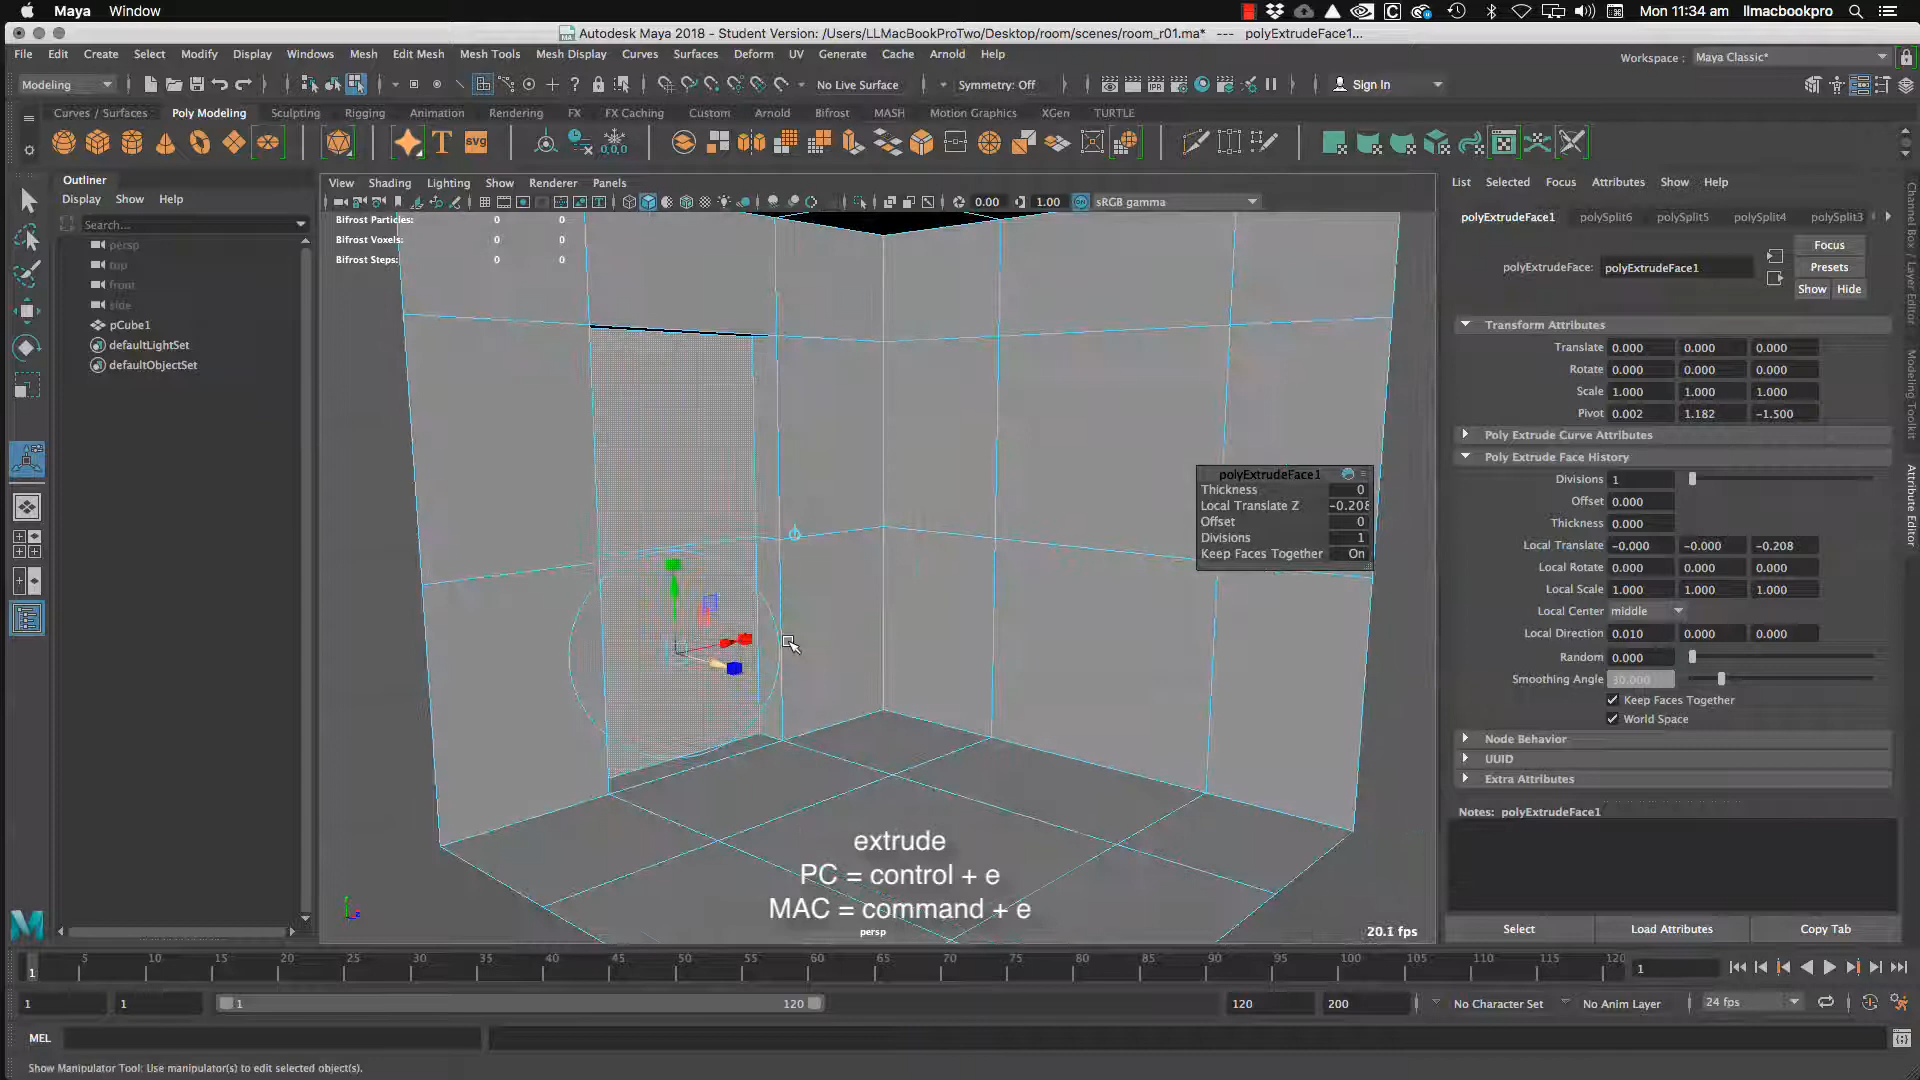 Maya Window
Mon 11:34 am llmacbookpro
Autodesk Maya 2018 - Student Version: /Users/LLMacBookProTwo/Desktop/room/scenes/room_r01.ma* --- polyExtrudeFace1...
File Edit Create Select Modify Display Windows Mesh Edit Mesh Mesh Tools Mesh Display Curves Surfaces Deform UV Generate Cache Arnold Help
Workspace : Maya Classic*
Modeling No Live Surface Symmetry: Off Sign In
Curves / Surfaces Poly Modeling Sculpting Rigging Animation Rendering FX FX Caching Custom Arnold Bifrost MASH Motion Graphics XGen TURTLE
T SVG 0,0,0
Outliner
Display Show Help
Search...
persp
top
front
side
pCube1
defaultLightSet
defaultObjectSet
View Shading Lighting Show Renderer Panels
0.00 1.00 sRGB gamma
Bifrost Particles: 0 0
Bifrost Voxels: 0 0
Bifrost Steps: 0 0
polyExtrudeFace1
Thickness 0
Local Translate Z -0.208
Offset 0
Divisions 1
Keep Faces Together On
extrude
PC = control + e
MAC = command + e
persp
20.1 fps
List Selected Focus Attributes Show Help
polyExtrudeFace1 polySplit6 polySplit5 polySplit4 polySplit3
Focus
polyExtrudeFace: polyExtrudeFace1 Presets
Show Hide
Transform Attributes
Translate 0.000 0.000 0.000
Rotate 0.000 0.000 0.000
Scale 1.000 1.000 1.000
Pivot 0.002 1.182 -1.500
Poly Extrude Curve Attributes
Poly Extrude Face History
Divisions 1
Offset 0.000
Thickness 0.000
Local Translate -0.000 -0.000 -0.208
Local Rotate 0.000 0.000 0.000
Local Scale 1.000 1.000 1.000
Local Center middle
Local Direction 0.010 0.000 0.000
Random 0.000
Smoothing Angle 30.000
Keep Faces Together
World Space
Node Behavior
UUID
Extra Attributes
Notes: polyExtrudeFace1
Select Load Attributes Copy Tab
Channel Box / Layer Editor
Modeling Toolkit
Attribute Editor
1 5 10 15 20 25 30 35 40 45 50 55 60 65 70 75 80 85 90 95 100 105 110 115 120 1
1 1 1 120 120 200 No Character Set No Anim Layer 24 fps
MEL
Show Manipulator Tool: Use manipulator(s) to edit selected object(s).